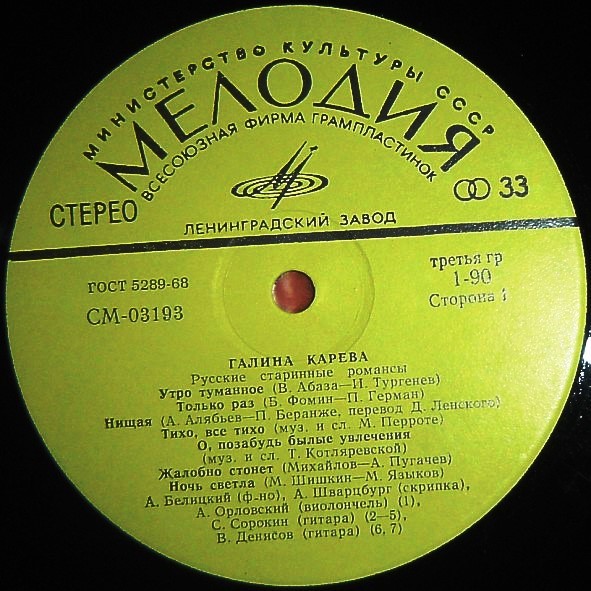 МИНИСТЕРСТВО КУЛЬТУРЫ СССР
МЕЛОДИЯ
ВСЕСОЮЗНАЯ ФИРМА ГРАМПЛАСТИНОК
СТЕРЕО
33
ЛЕНИНГРАДСКИЙ ЗАВОД
ГОСТ 5289-68
третья гр
1-90
СМ-03193
Сторона 1
ГАЛИНА КАРЕВА
Русские старинные романсы
Утро туманное (В. Абаза—И. Тургенев)
Только раз (Б. Фомин—П. Герман)
Нищая (А. Алябьев—П. Беранже, перевод Д. Ленского)
Тихо, все тихо (муз. и сл. М. Перроте)
О, позабудь былые увлечения
(муз. и сл. Т. Котляревской)
Жалобно стонет (Михайлов—А. Пугачев)
Ночь светла (М. Шишкин—М. Языков)
А. Белицкий (ф-но), А. Шварцбург (скрипка),
А. Орловский (виолончель) (1),
С. Сорокин (гитара) (2—5),
В. Денисов (гитара) (6, 7)